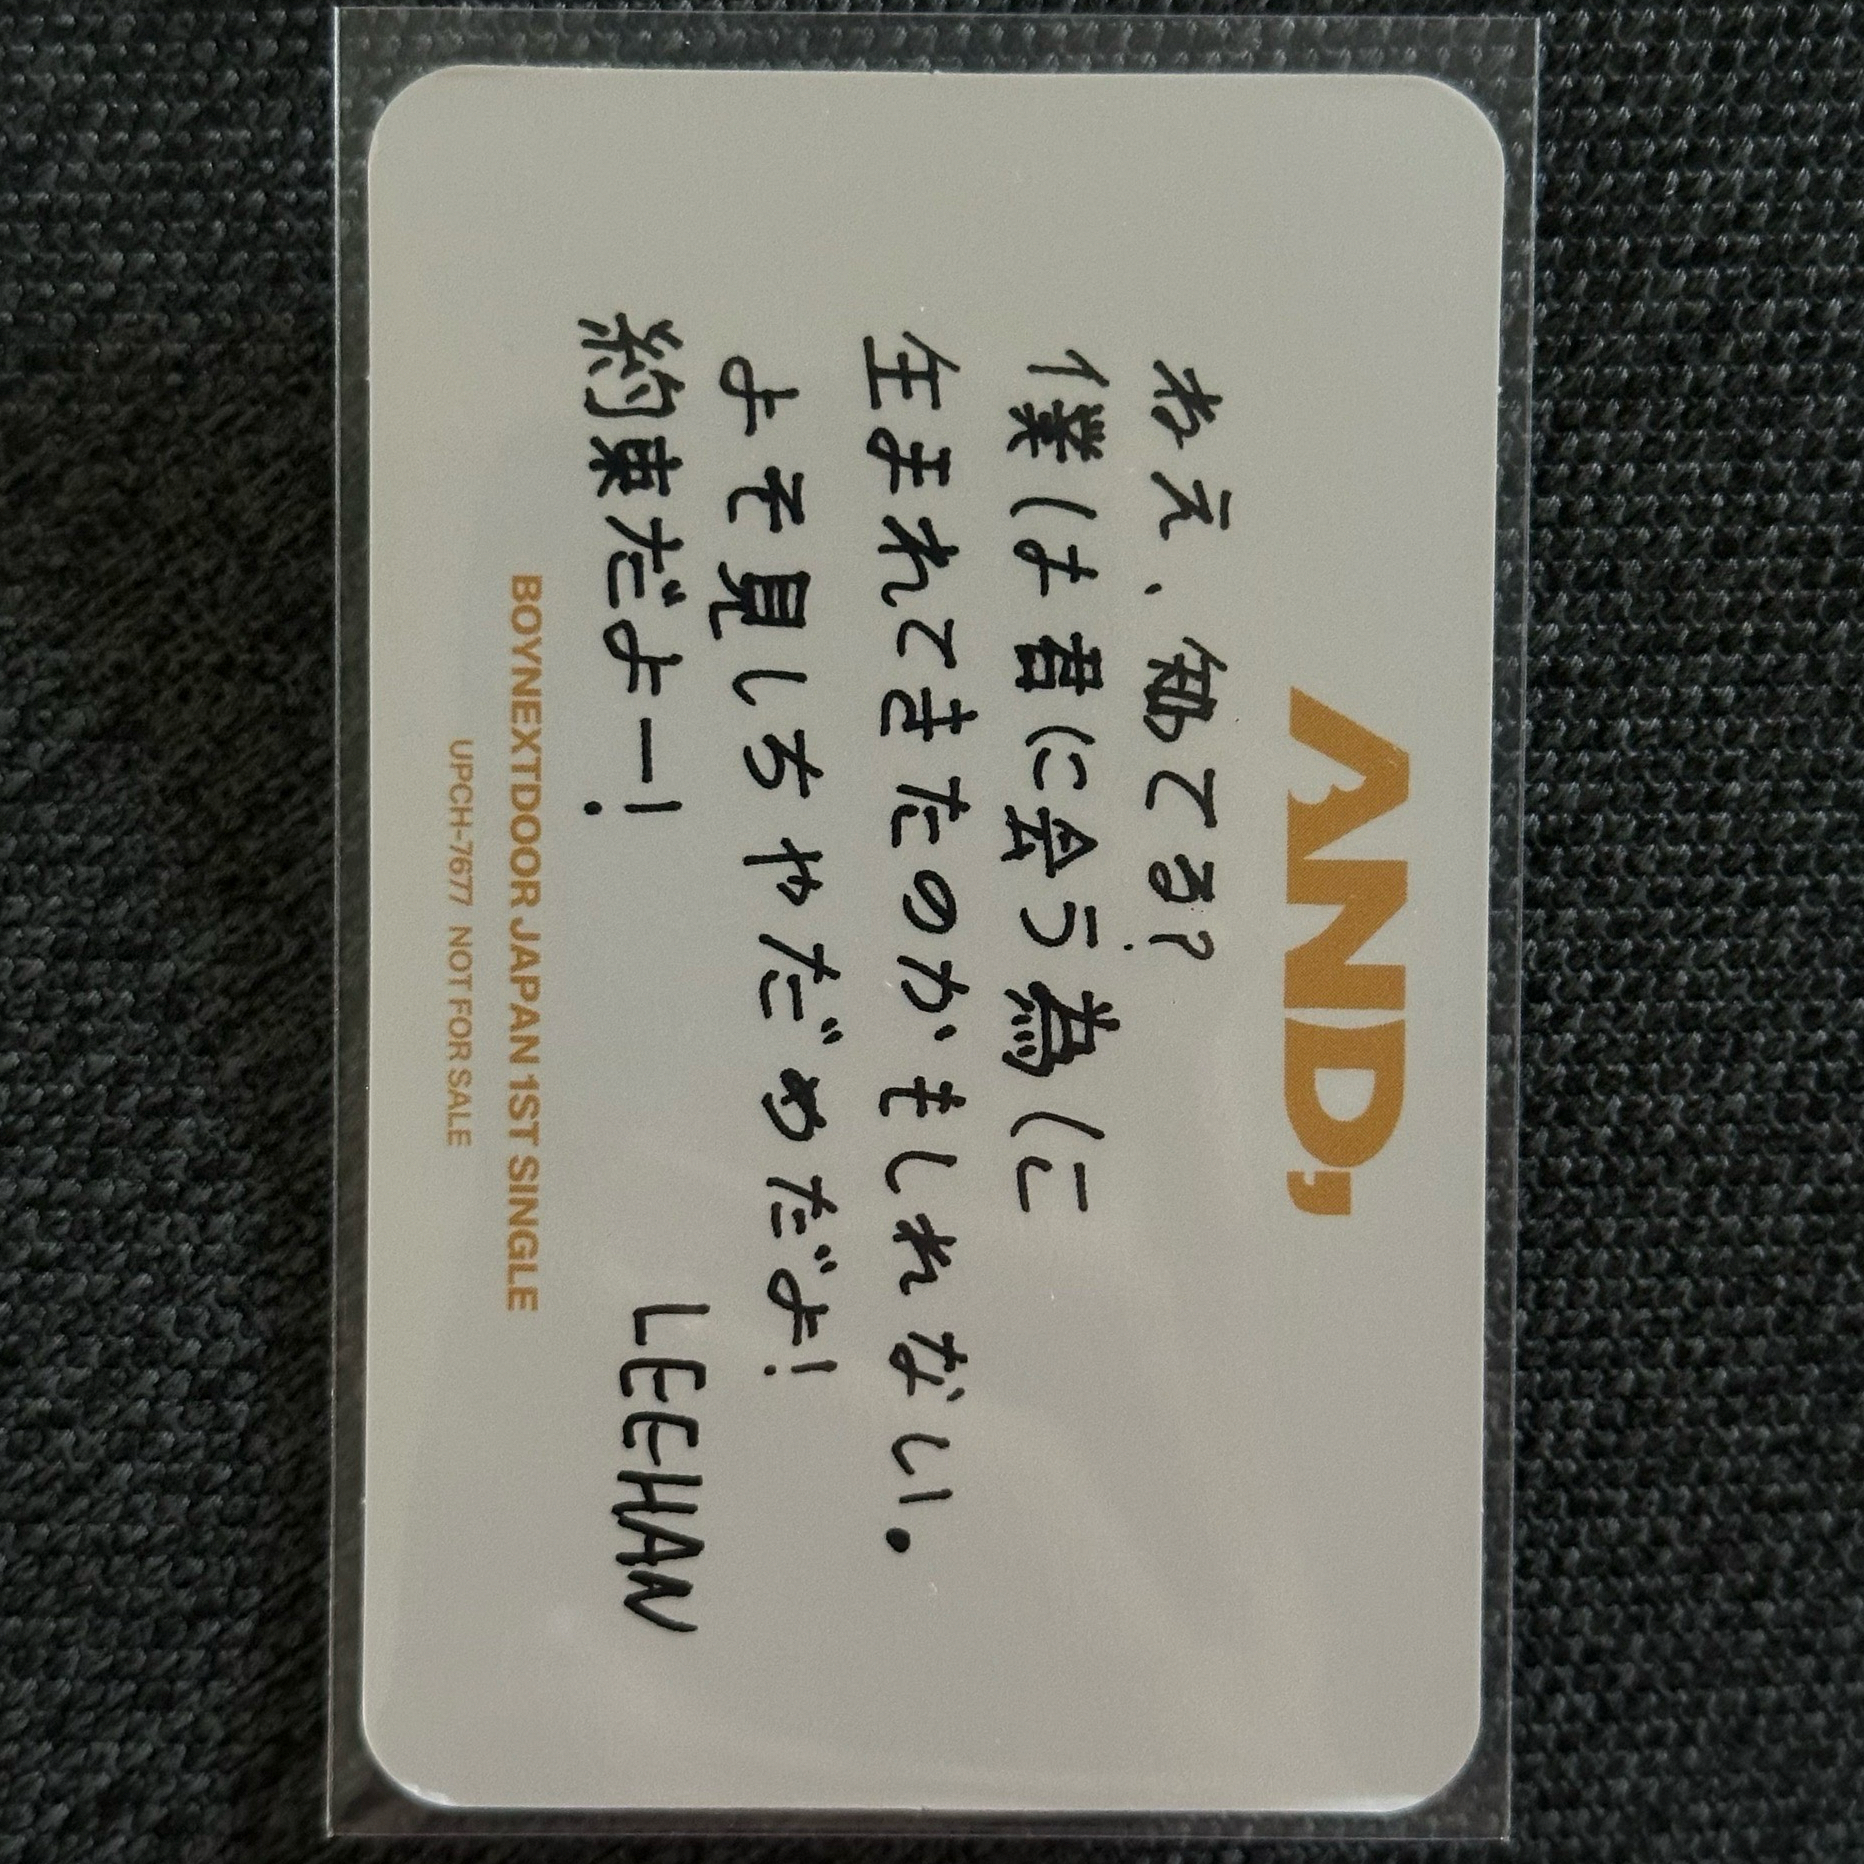 AND,
ねえ、知ってる?
僕は君に会う為に
生まれてきたのかもしれない。
よそ見しちゃだめだよ!
約束だよー!
LEEHAN
BOYNEXTDOOR JAPAN 1ST SINGLE
UPCH-7677 NOT FOR SALE